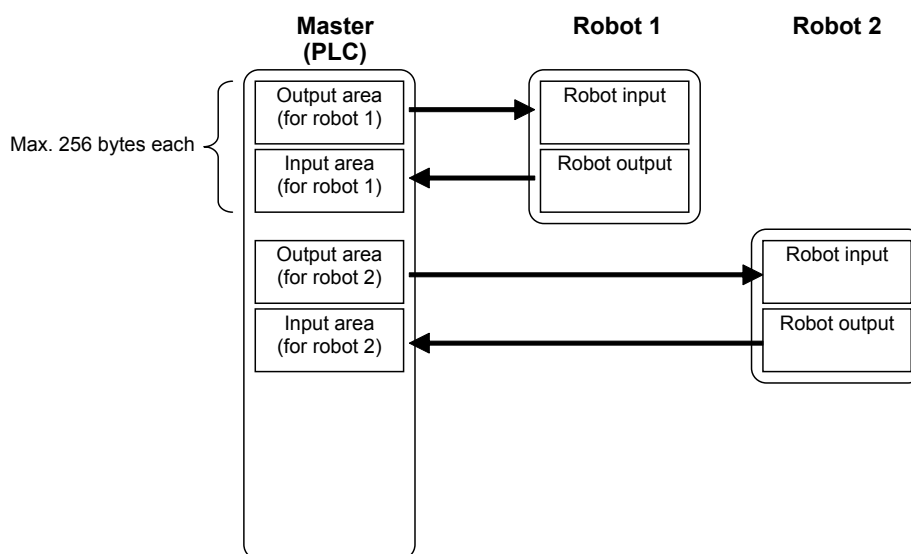 Master
(PLC)
Robot 1
Robot 2
Max. 256 bytes each
Output area
(for robot 1)
Robot input
Input area
(for robot 1)
Robot output
Output area
(for robot 2)
Robot input
Input area
(for robot 2)
Robot output